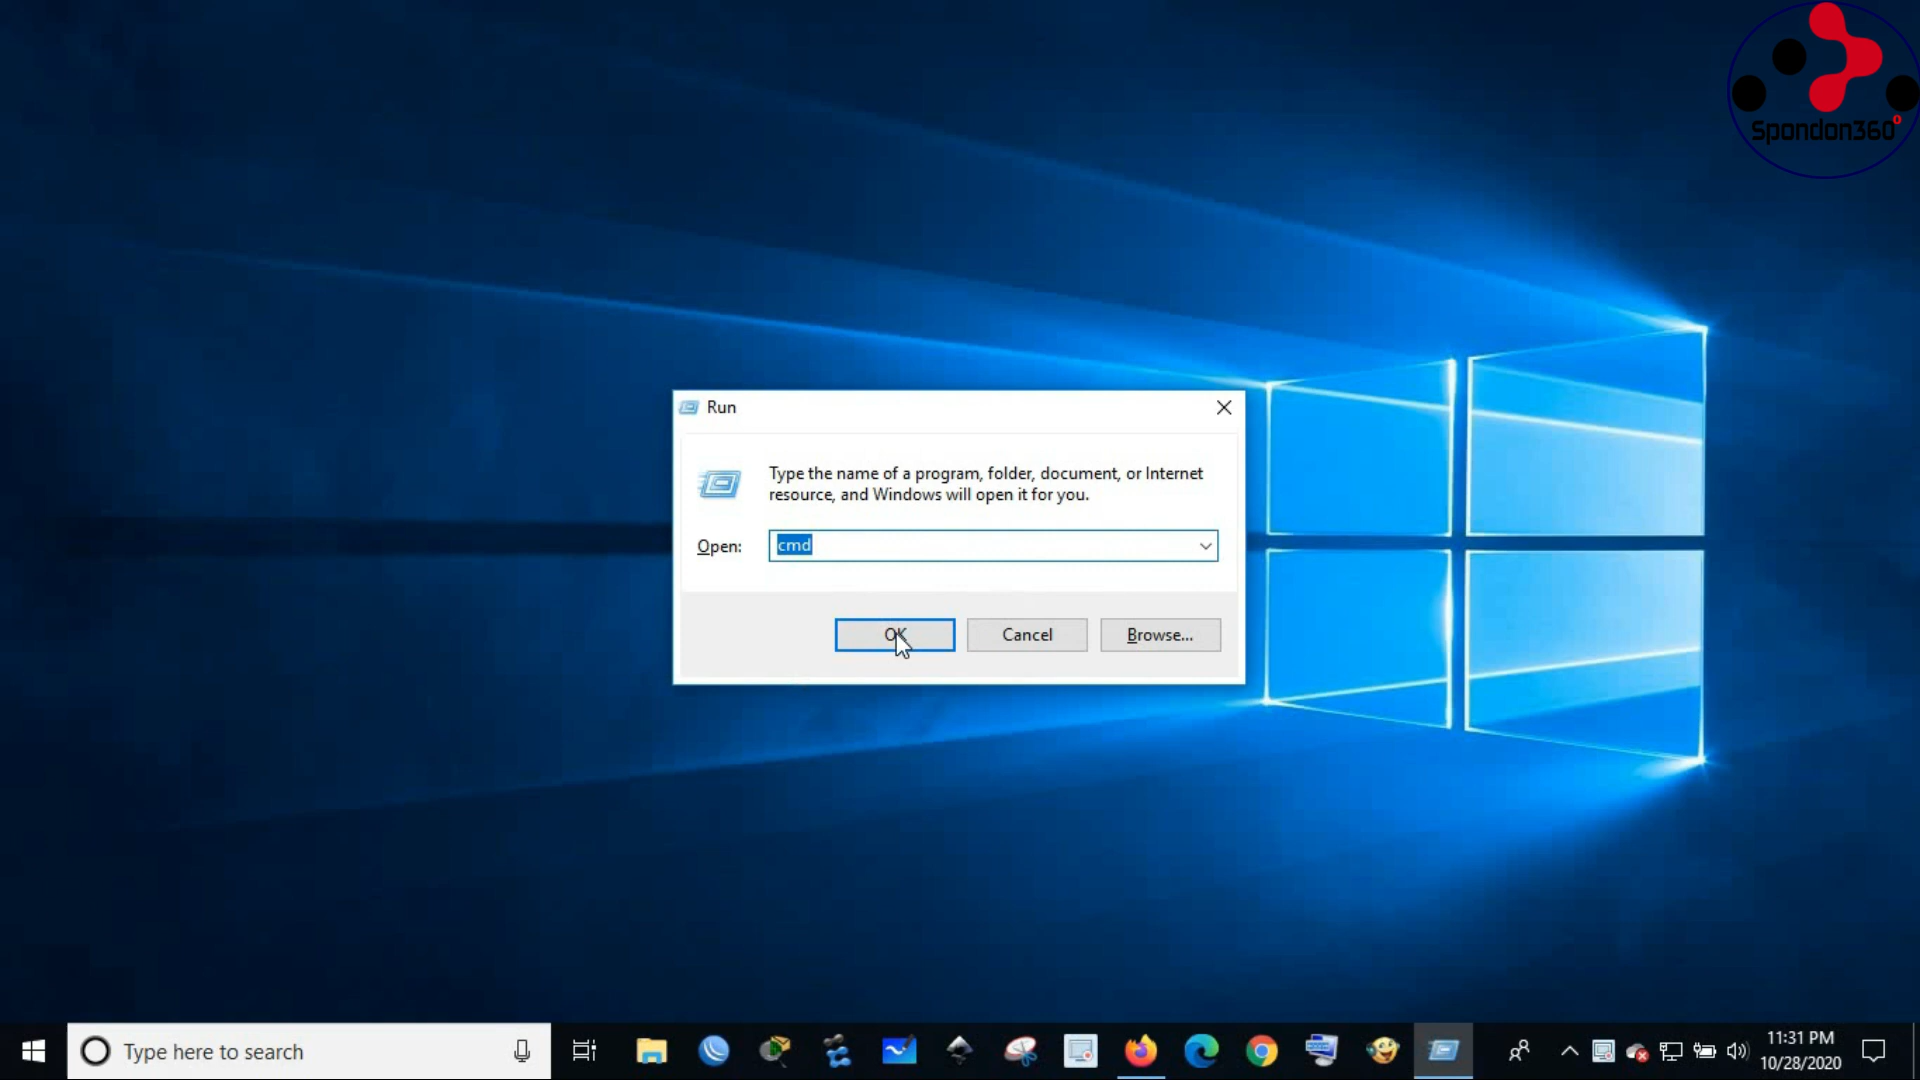 Spondon360°
Run
Type the name of a program, folder, document, or Internet
resource, and Windows will open it for you.
Open:
cmd
OK
Cancel
Browse...
Type here to search
11:31 PM
10/28/2020